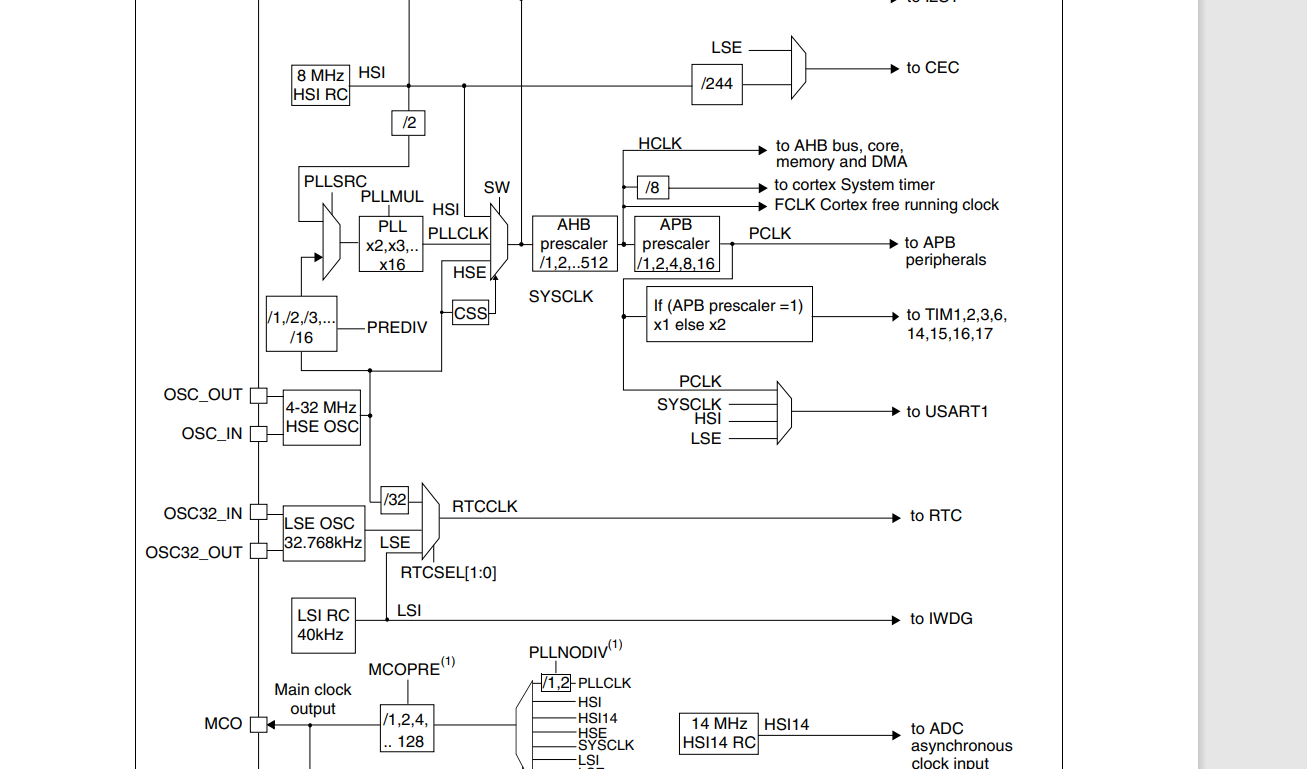 LSE
to CEC
8 MHz
HSI RC
HSI
/244
/2
HCLK
to AHB bus, core,
memory and DMA
/8
to cortex System timer
FCLK Cortex free running clock
PLLSRC
PLLMUL
SW
HSI
PLL
x2,x3,..
x16
PLLCLK
AHB
prescaler
/1,2,..512
APB
prescaler
/1,2,4,8,16
PCLK
to APB
peripherals
HSE
CSS
SYSCLK
If (APB prescaler =1)
x1 else x2
to TIM1,2,3,6,
14,15,16,17
/1,/2,/3,...
/16
PREDIV
OSC_OUT
OSC_IN
4-32 MHz
HSE OSC
PCLK
SYSCLK
HSI
LSE
to USART1
/32
RTCCLK
to RTC
OSC32_IN
OSC32_OUT
LSE OSC
32.768kHz
LSE
RTCSEL[1:0]
LSI RC
40kHz
LSI
to IWDG
MCOPRE(1)
PLLNODIV(1)
Main clock
output
MCO
/1,2,4,
.. 128
/1,2
PLLCLK
HSI
HSI14
HSE
SYSCLK
LSI
14 MHz
HSI14 RC
HSI14
to ADC
asynchronous
clock input